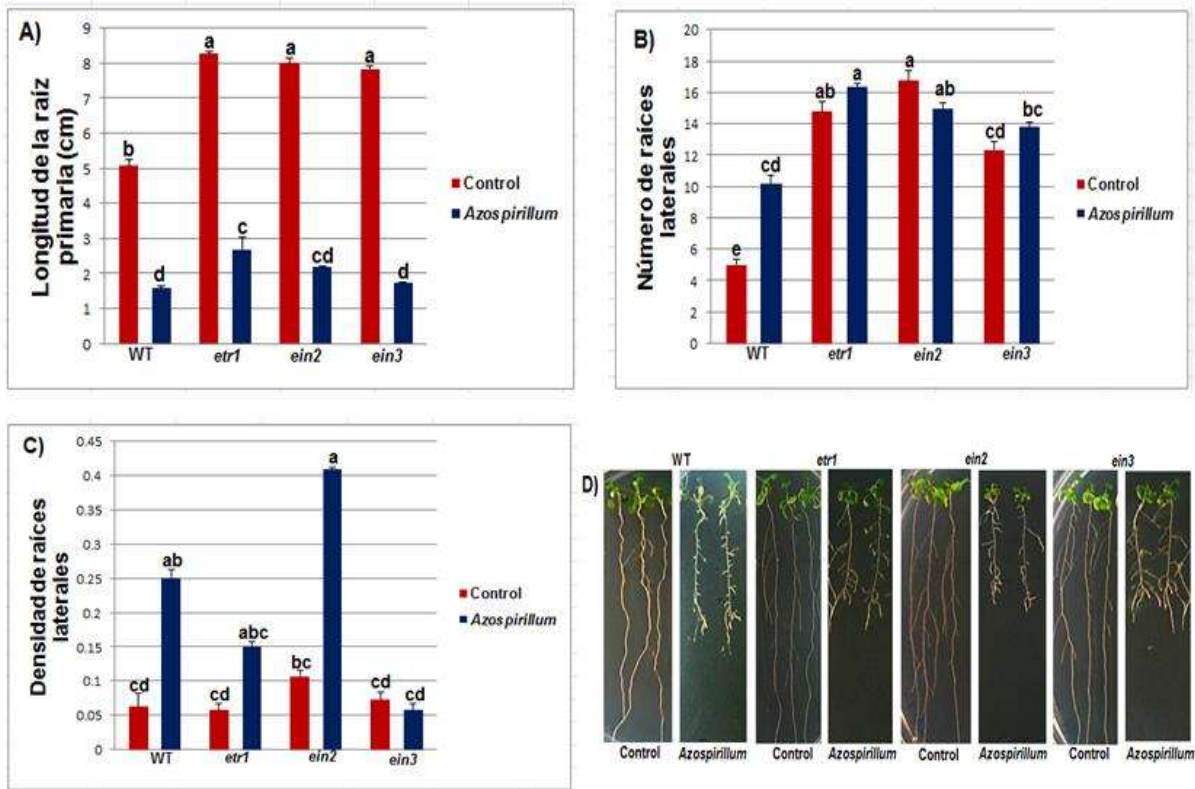 A)
Longitud de la raíz
primaria (cm)
9
8
7
6
5
4
3
2
1
0
b
d
a
c
a
cd
a
d
WT
etr1
ein2
ein3
Control
Azospirillum
B)
Número de raíces
laterales
20
18
16
14
12
10
8
6
4
2
0
e
cd
ab
a
a
ab
cd
bc
WT
etr1
ein2
ein3
Control
Azospirillum
C)
Densidad de raíces
laterales
0.45
0.4
0.35
0.3
0.25
0.2
0.15
0.1
0.05
0
cd
ab
cd
abc
bc
a
cd
cd
WT
etr1
ein2
ein3
Control
Azospirillum
D)
WT
etr1
ein2
ein3
Control
Azospirillum
Control
Azospirillum
Control
Azospirillum
Control
Azospirillum